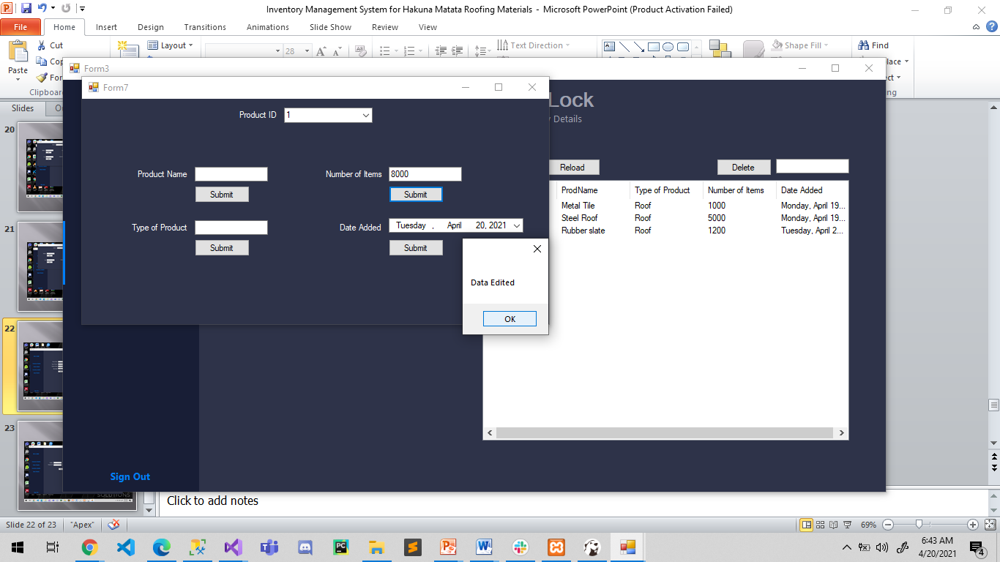 Inventory Management System for Hakuna Matata Roofing Materials - Microsoft PowerPoint (Product Activation Failed)
File Home Insert Design Transitions Animations Slide Show Review View
Paste
Cut
Layout
28
Text Direction
Shape Fill
Find
Clipboard
Slides
20
21
22
23
Form3
Lock
Details
Reload
Delete
ProdName Type of Product Number of Items Date Added
Metal Tile Roof 1000 Monday, April 19...
Steel Roof Roof 5000 Monday, April 19...
Rubber slate Roof 1200 Tuesday, April 2...
Sign Out
Form7
Product ID 1
Product Name
Number of Items 8000
Submit
Submit
Type of Product
Date Added Tuesday , April 20, 2021
Submit
Submit
Data Edited
OK
SOLUTIONS
Click to add notes
Slide 22 of 23 "Apex" 69%
6:43 AM
4/20/2021
4